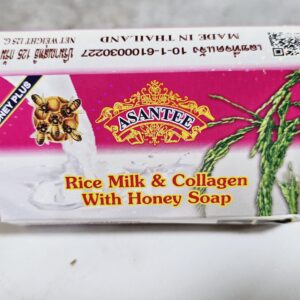 ปริมาณสุทธิ 125 กรัม
NET WEIGHT 125 G.
เลขที่จดแจ้ง 10-1-6100030227
MADE IN THAILAND
HONEY PLUS
ASANTEE
Rice Milk & Collagen
With Honey Soap